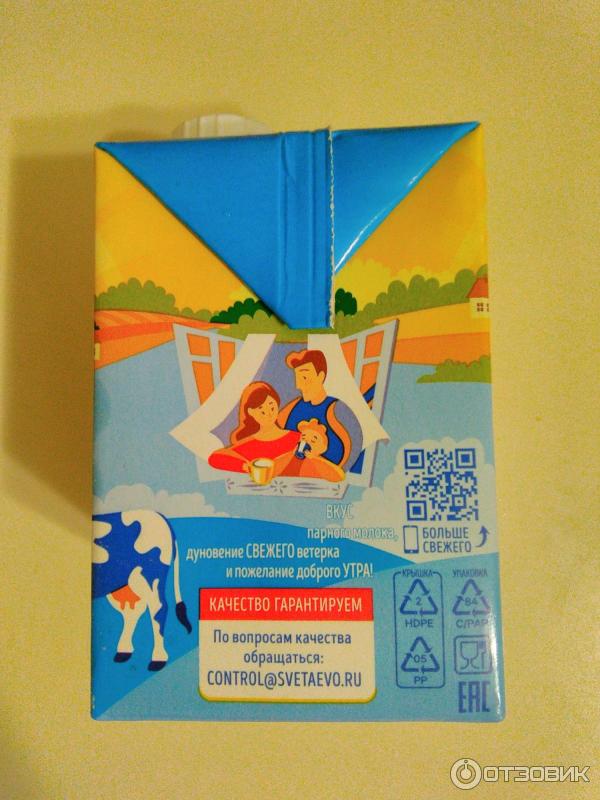 ВКУС
парного молока,
дуновение СВЕЖЕГО ветерка
и пожелание доброго УТРА!
КАЧЕСТВО ГАРАНТИРУЕМ
По вопросам качества
обращаться:
CONTROL@SVETAEVO.RU
БОЛЬШЕ
СВЕЖЕГО
КРЫШКА
2
HDPE
05
PP
УПАКОВКА
84
C/PAP
EAC
ОТЗОВИК